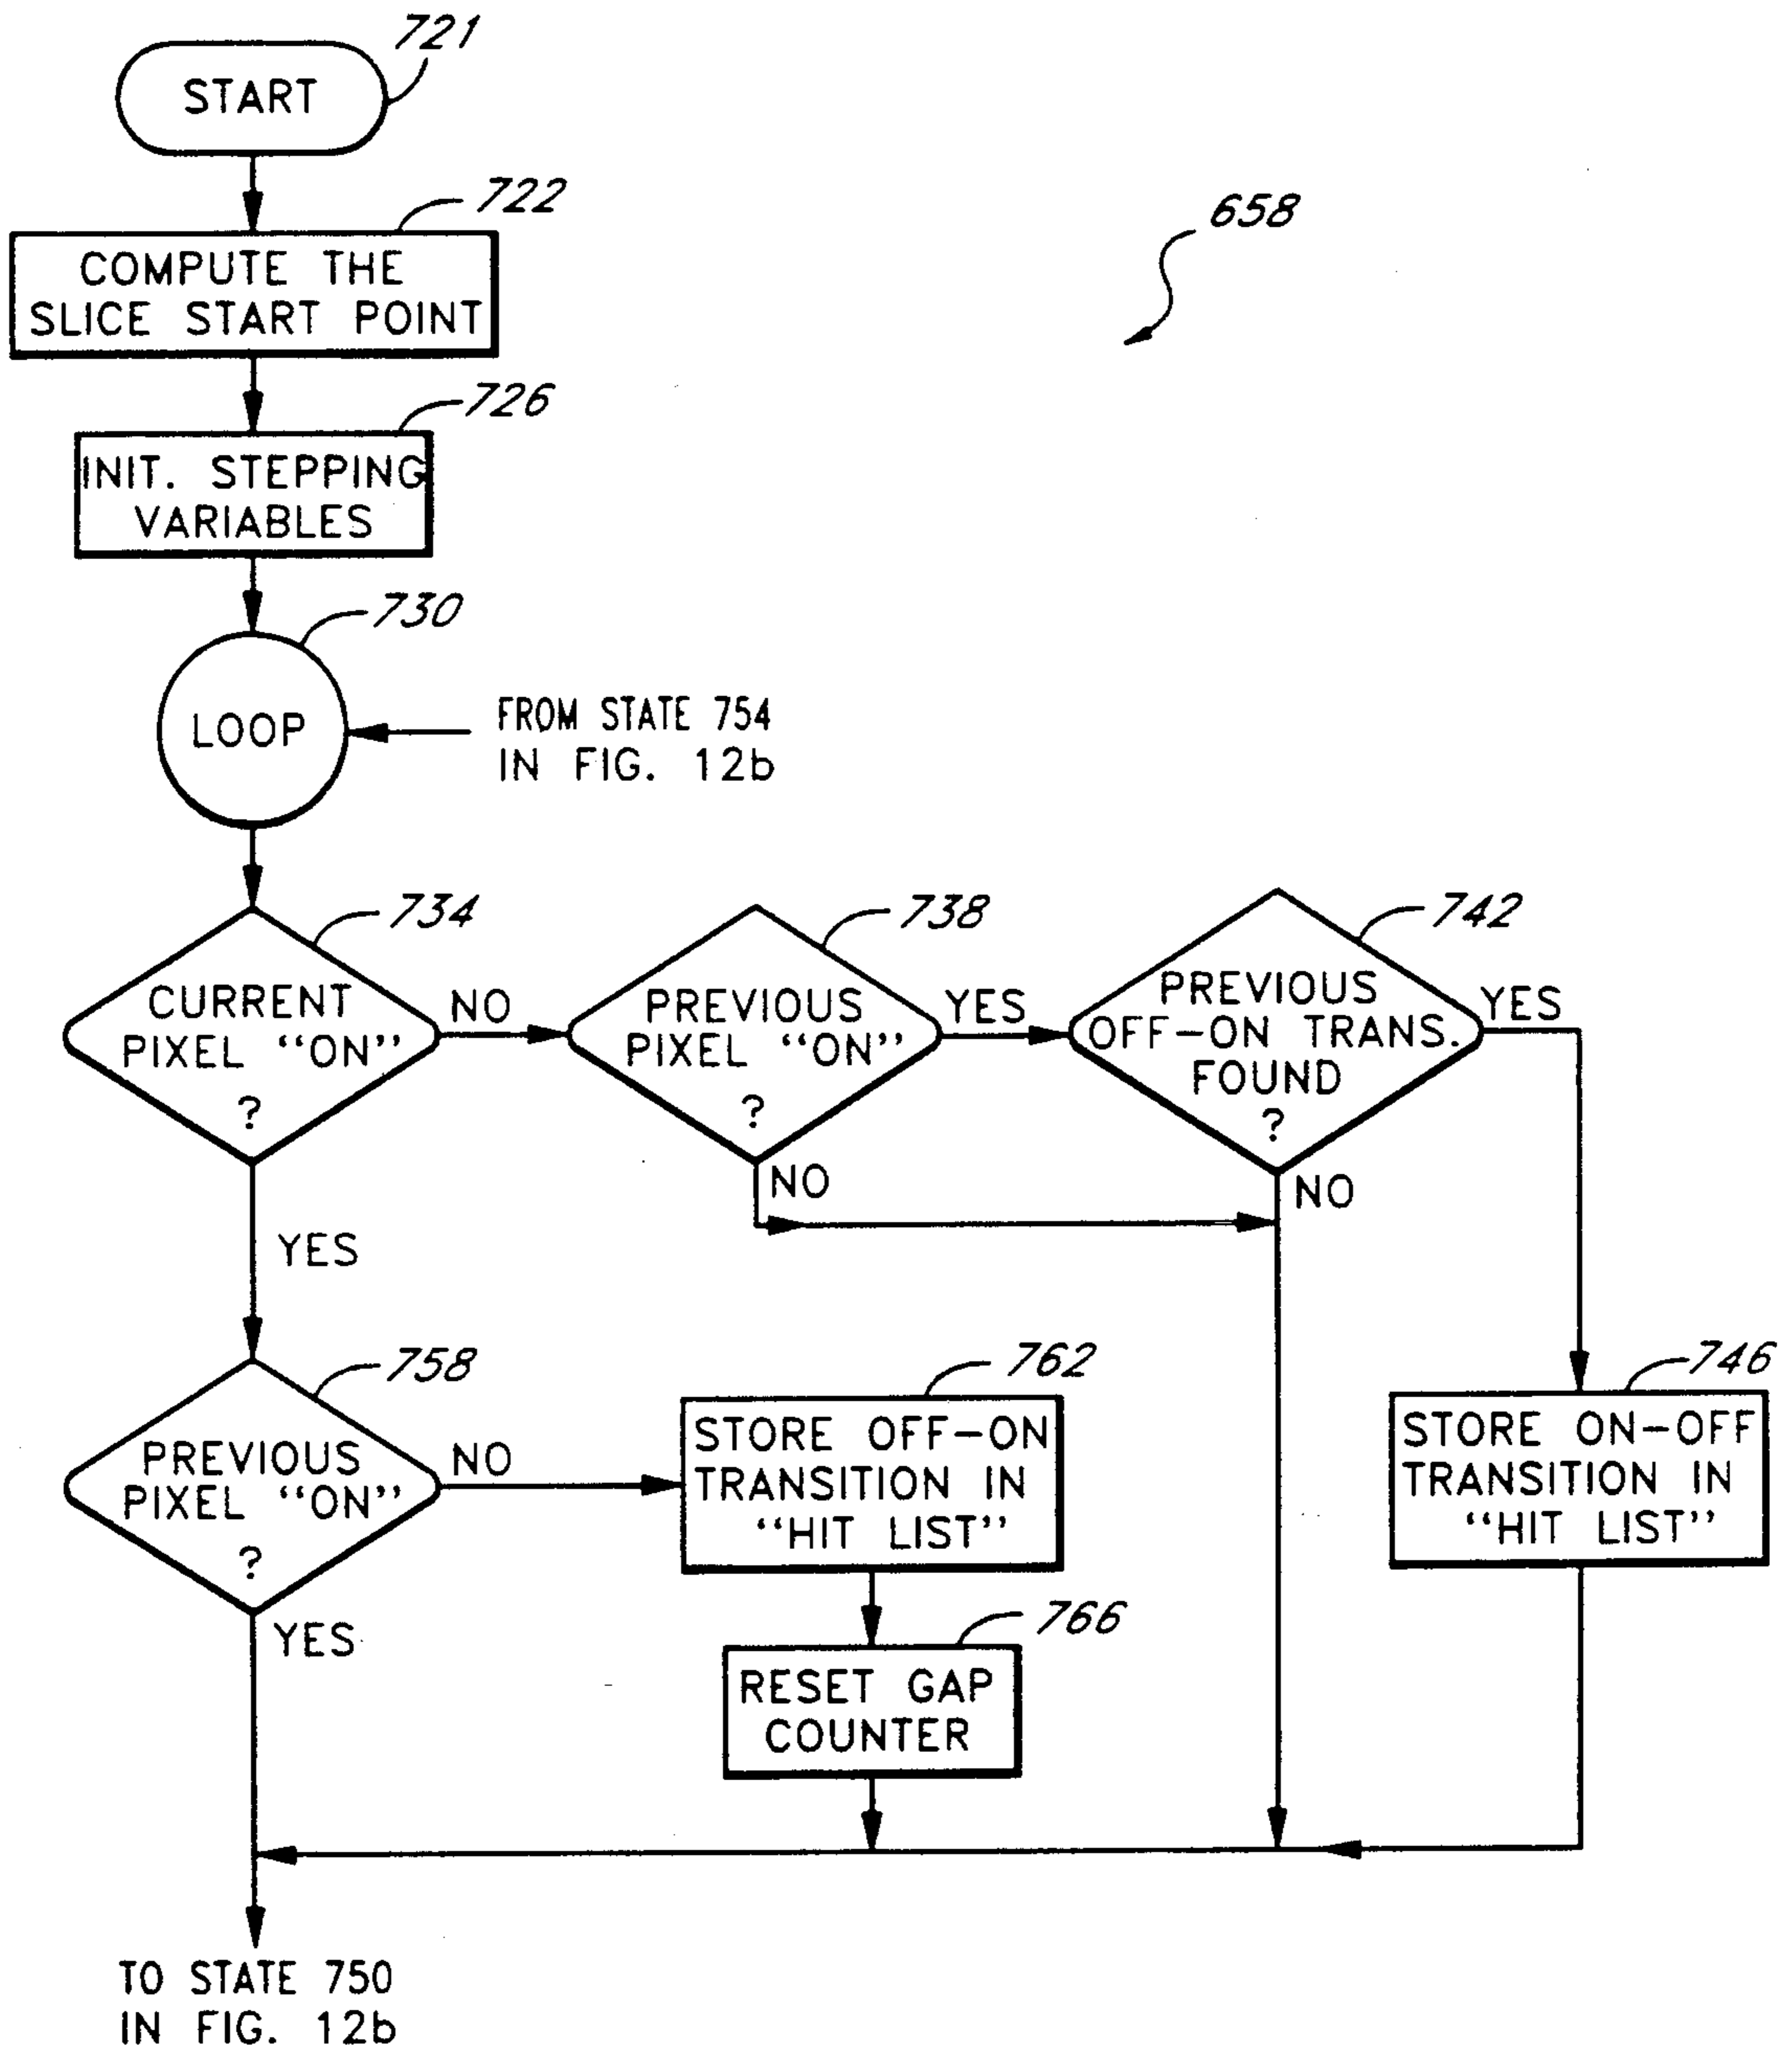 721
START
722
COMPUTE THE
SLICE START POINT
658
726
INIT. STEPPING
VARIABLES
730
LOOP
FROM STATE 754
IN FIG. 12b
734
CURRENT
PIXEL “ON”
?
NO
YES
738
PREVIOUS
PIXEL “ON”
?
YES
NO
742
PREVIOUS
OFF-ON TRANS.
FOUND
?
YES
NO
758
PREVIOUS
PIXEL “ON”
?
NO
YES
762
STORE OFF-ON
TRANSITION IN
“HIT LIST”
746
STORE ON-OFF
TRANSITION IN
“HIT LIST”
766
RESET GAP
COUNTER
TO STATE 750
IN FIG. 12b